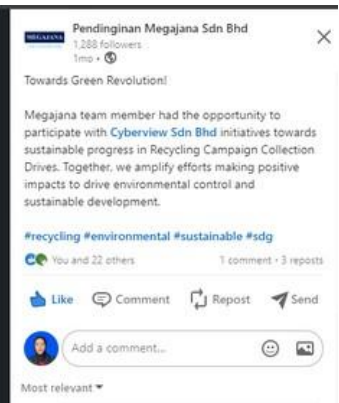 MEGAJANA
Pendinginan Megajana Sdn Bhd
1,288 followers
1mo •
Towards Green Revolution!
Megajana team member had the opportunity to
participate with Cyberview Sdn Bhd initiatives towards
sustainable progress in Recycling Campaign Collection
Drives. Together, we amplify efforts making positive
impacts to drive environmental control and
sustainable development.
#recycling #environmental #sustainable #sdg
You and 22 others 1 comment • 3 reposts
Like Comment Repost Send
Add a comment...
Most relevant